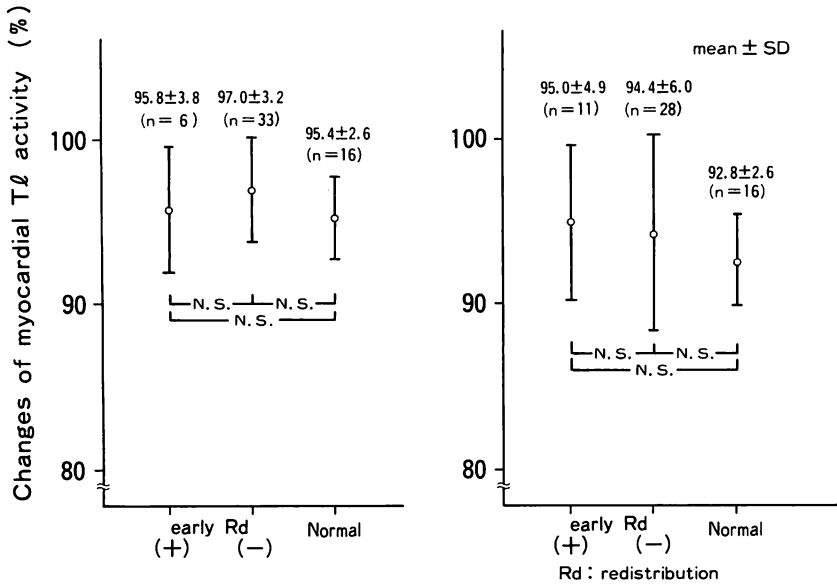 Changes of myocardial Tℓ activity (%)
100
90
80
95.8±3.8
(n= 6 )
97.0±3.2
(n=33)
95.4±2.6
(n=16)
N. S.
N. S.
N. S.
early Rd
(+)
(−)
Normal
mean ± SD
100
90
80
95.0±4.9
(n=11)
94.4±6.0
(n=28)
92.8±2.6
(n=16)
N. S.
N. S.
N. S.
early Rd
(+)
(−)
Normal
Rd : redistribution